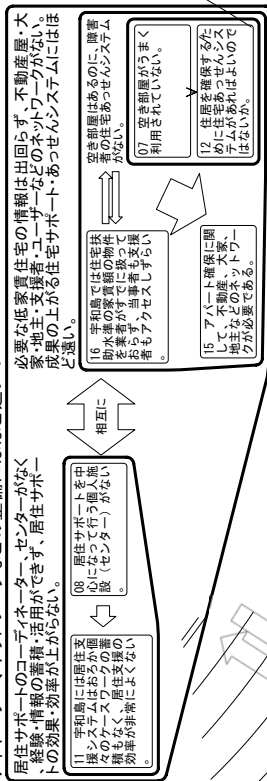 居住サポートのコーディネーター、センターがなく
、経験・情報の蓄積・活用ができず、居住サポー
トの効果・効率が上がらない。
11 宇和島には居住支
援システムはおろか個
々のケースワークの蓄
積もなく、居住支援の
効率が非常によくない
。
08 居住サポートを中
心になって行う個人施
設（センター）がない
。
相互に
必要な低家賃住宅の情報は出回らず、不動産屋・大
家・地主・支援者・ユーザーなどのネットワークがない。
成果の上がる住宅サポート・あっせんシステムにはほ
ど遠い。
16 宇和島では住宅扶
助水準の家賃額の物件
を業者がすでに扱って
おらず、当事者も支援
者もアクセスしずらい
。
空き部屋はあるのに、障害
者の住宅あっせんシステム
がない。
07 空き部屋がうまく
利用されていない。
12 住居を確保するた
めに住宅あっせんシス
テムがあればよいので
はないか。
15 アパート確保に関
して、不動産、大家、
地主などのネットワー
クが必要である。